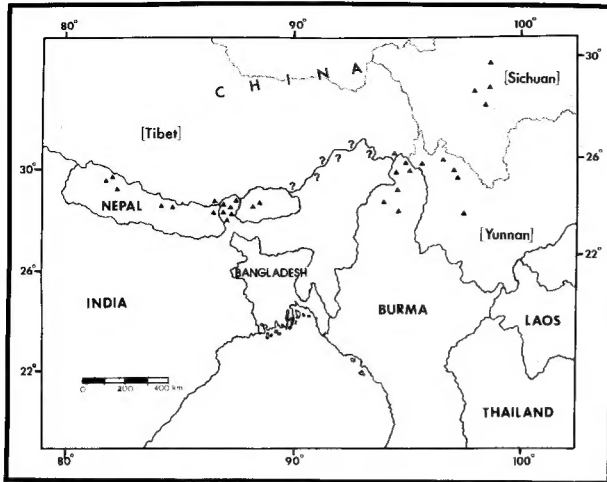 80° 90° 100°
30°
C H I N A
[Sichuan]
[Tibet]
30°
26°
? ? ? ? ?
NEPAL
[Yunnan]
22°
BANGLADESH
26°
INDIA
BURMA
LAOS
22°
0 200 400 km
THAILAND
80° 90° 100°